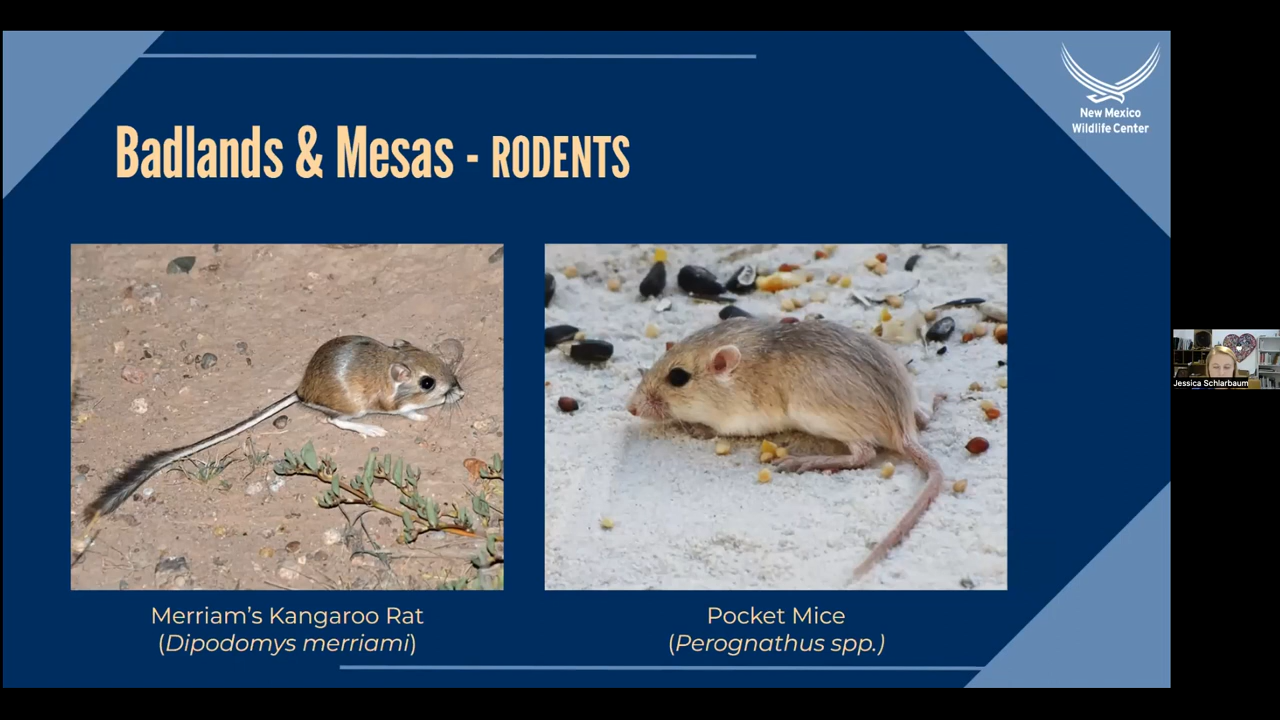 New Mexico
Wildlife Center
Badlands & Mesas - RODENTS
Merriam's Kangaroo Rat
(Dipodomys merriami)
Pocket Mice
(Perognathus spp.)
Jessica Schlarbaum